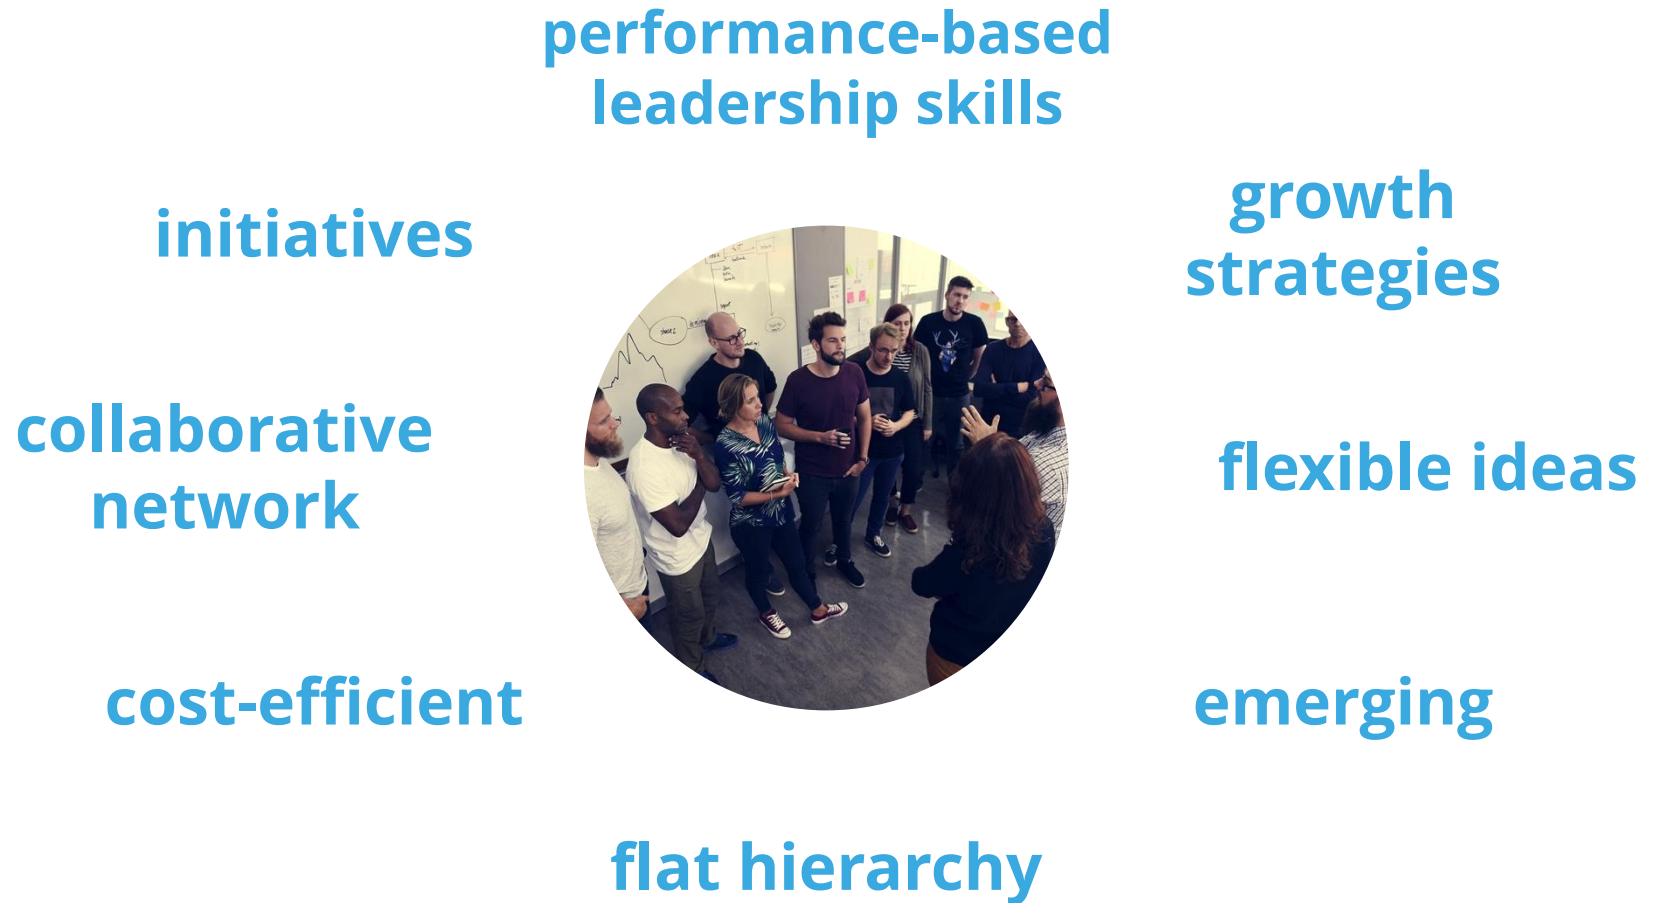 performance-based
leadership skills
growth
strategies
initiatives
collaborative
network
flexible ideas
cost-efficient
emerging
flat hierarchy